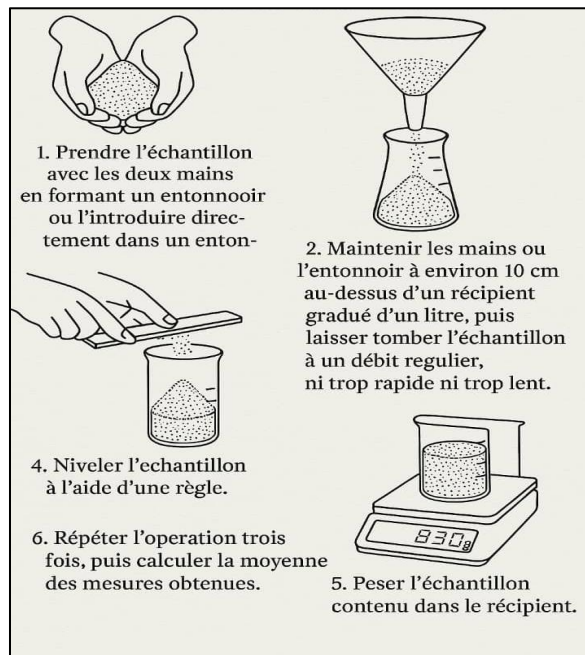 1. Prendre l’échantillon
avec les deux mains
en formant un entonnooir
ou l’introduire direc-
tement dans un enton-
2. Maintenir les mains ou
l’entonnoir à environ 10 cm
au-dessus d’un récipient
gradué d’un litre, puis
laisser tomber l’échantillon
à un débit regulier,
ni trop rapide ni trop lent.
4. Niveler l’echantillon
à l’aide d’une règle.
830g
5. Peser l’échantillon
contenu dans le récipient.
6. Répéter l’operation trois
fois, puis calculer la moyenne
des mesures obtenues.